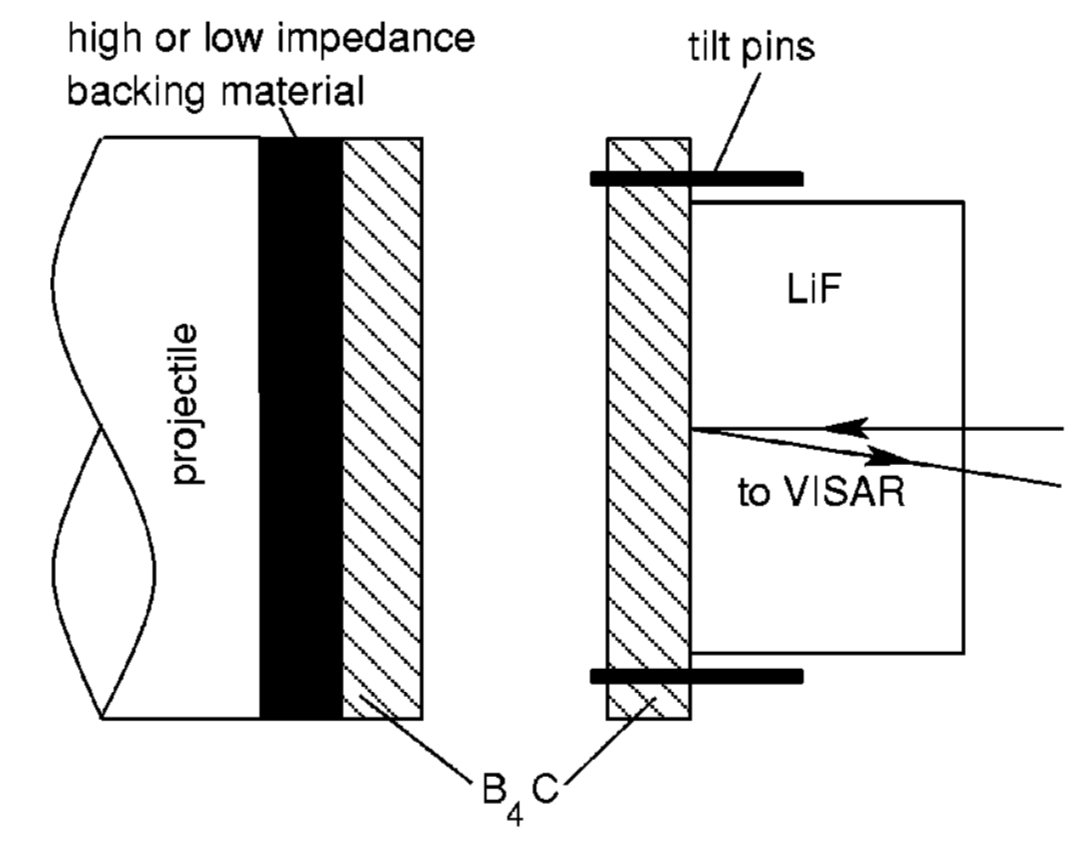 high or low impedance
backing material
tilt pins
projectile
LiF
to VISAR
B4C